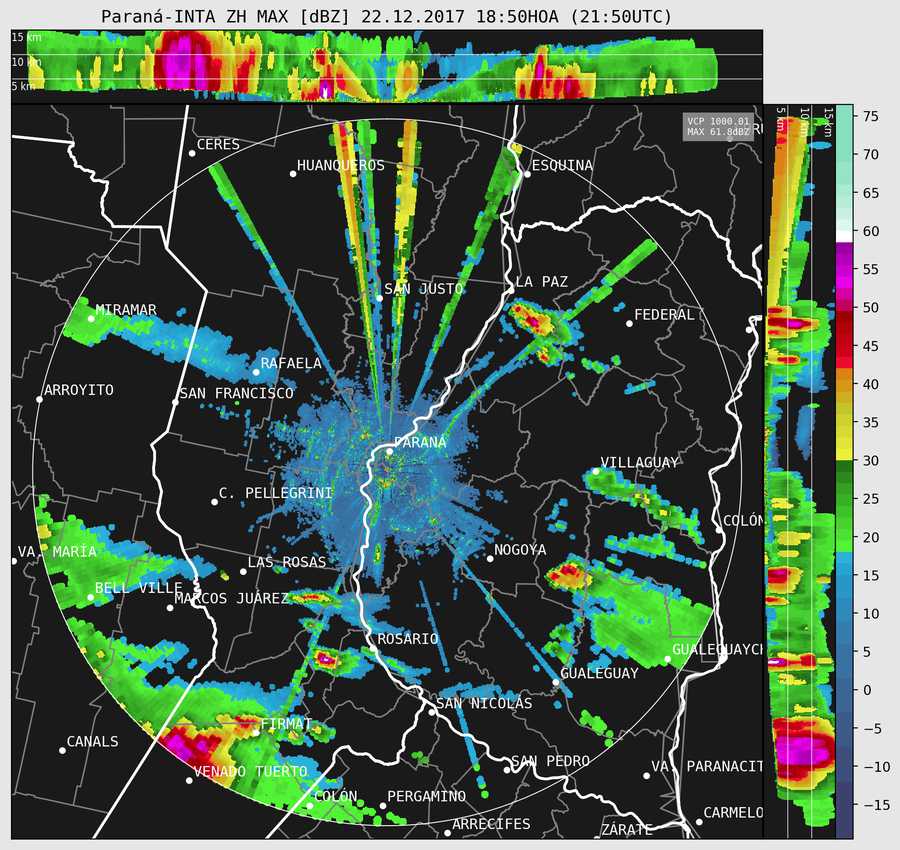 Paraná-INTA ZH MAX [dBZ] 22.12.2017 18:50HOA (21:50UTC)
15 km
10 km
5 km
5 km
10 km
15 km
VCP 1000.01
MAX 61.8dBZ
CERES
HUANQUEROS
ESQUINA
SAN JUSTO
LA PAZ
MIRAMAR
FEDERAL
RAFAELA
ARROYITO
SAN FRANCISCO
PARANÁ
VILLAGUAY
C. PELLEGRINI
COLÓN
VA. MARÍA
NOGOYA
LAS ROSAS
BELL VILLE
MARCOS JUÁREZ
ROSARIO
GUALEGUAYCH
GUALEGUAY
SAN NICOLÁS
FIRMAT
CANALS
SAN PEDRO
VENADO TUERTO
VA. PARANACIT
COLÓN
PERGAMINO
CARMELO
ARRECIFES
ZÁRATE
75
70
65
60
55
50
45
40
35
30
25
20
15
10
5
0
−5
−10
−15